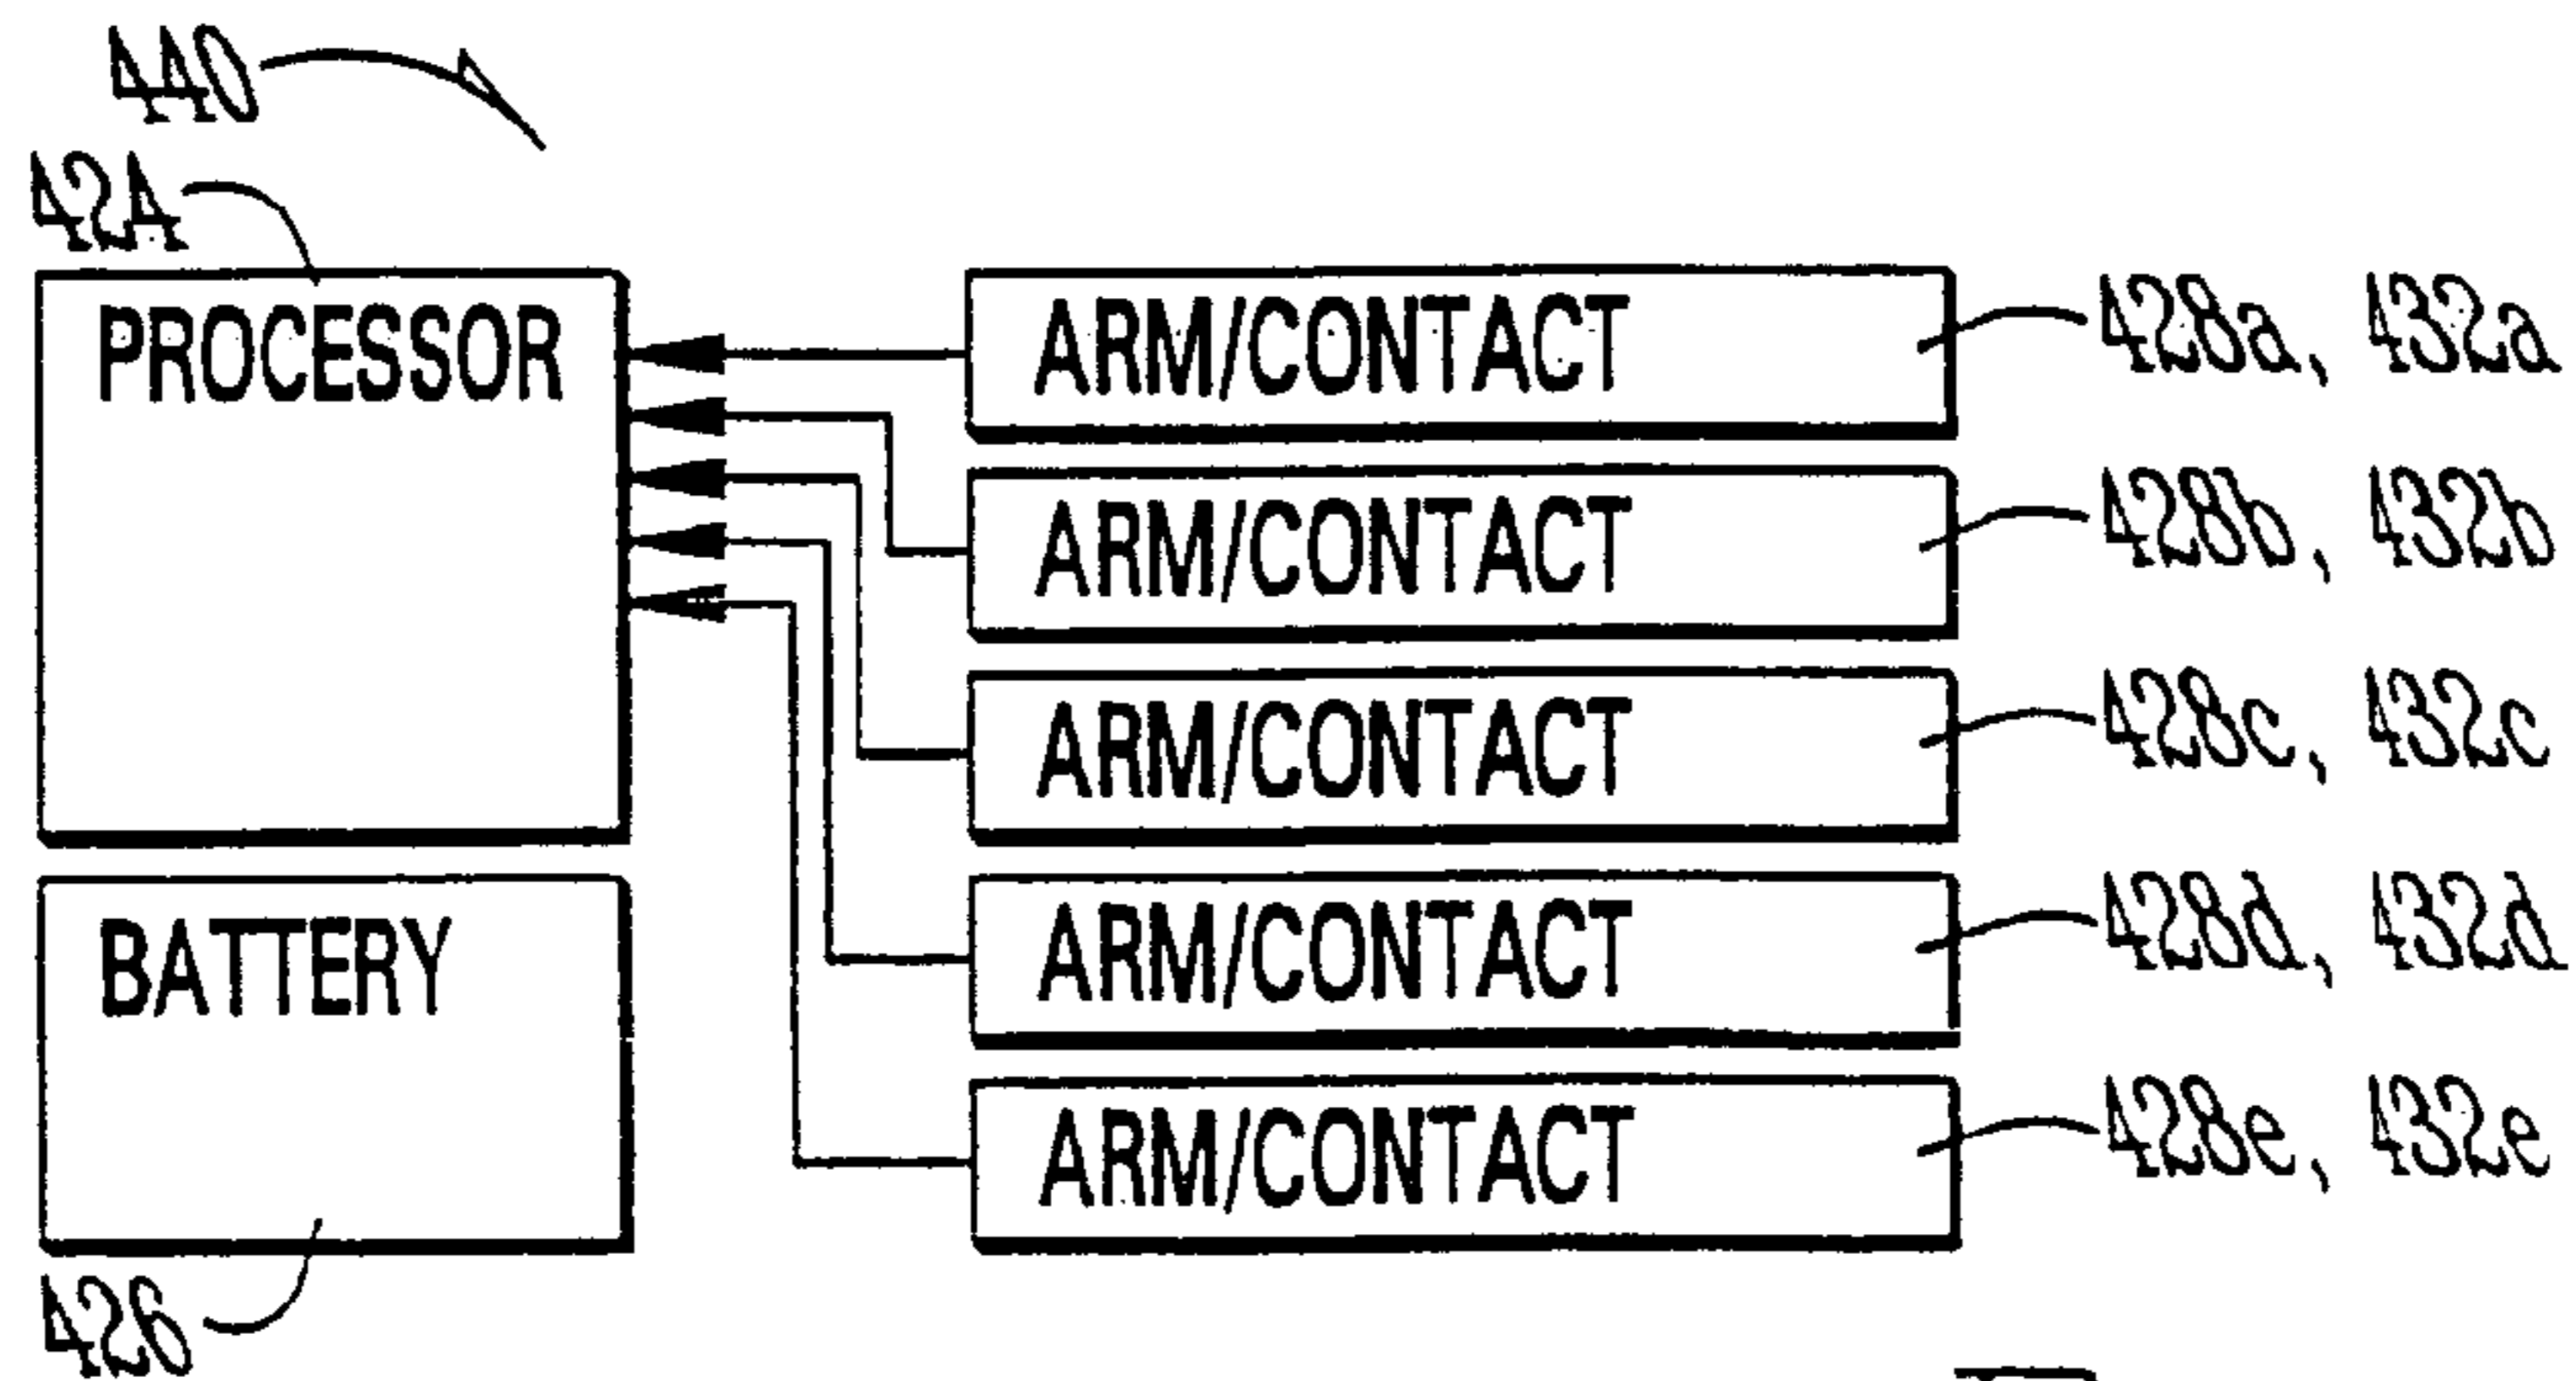 440
424
PROCESSOR
ARM/CONTACT 428a, 432a
ARM/CONTACT 428b, 432b
ARM/CONTACT 428c, 432c
ARM/CONTACT 428d, 432d
BATTERY
ARM/CONTACT 428e, 432e
426